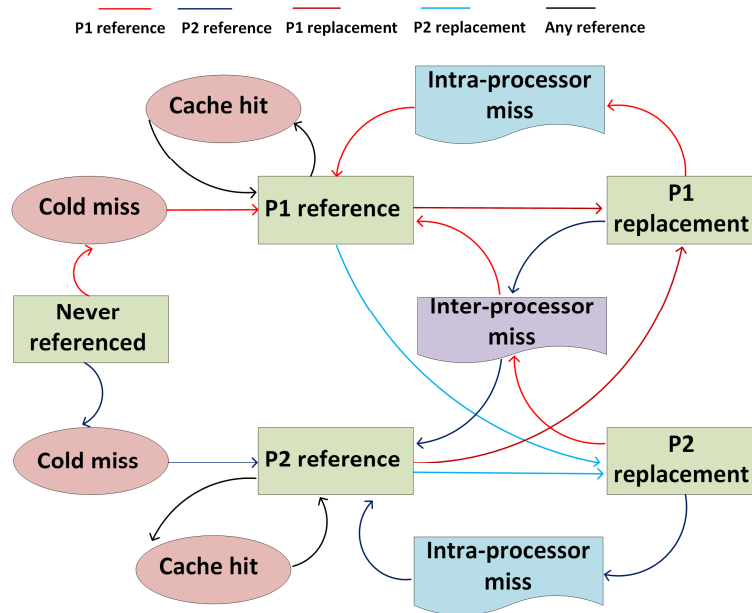 P1 reference P2 reference P1 replacement P2 replacement Any reference
Cache hit
Intra-processor
miss
Cold miss
P1 reference
P1
replacement
Never
referenced
Inter-processor
miss
Cold miss
P2 reference
P2
replacement
Cache hit
Intra-processor
miss